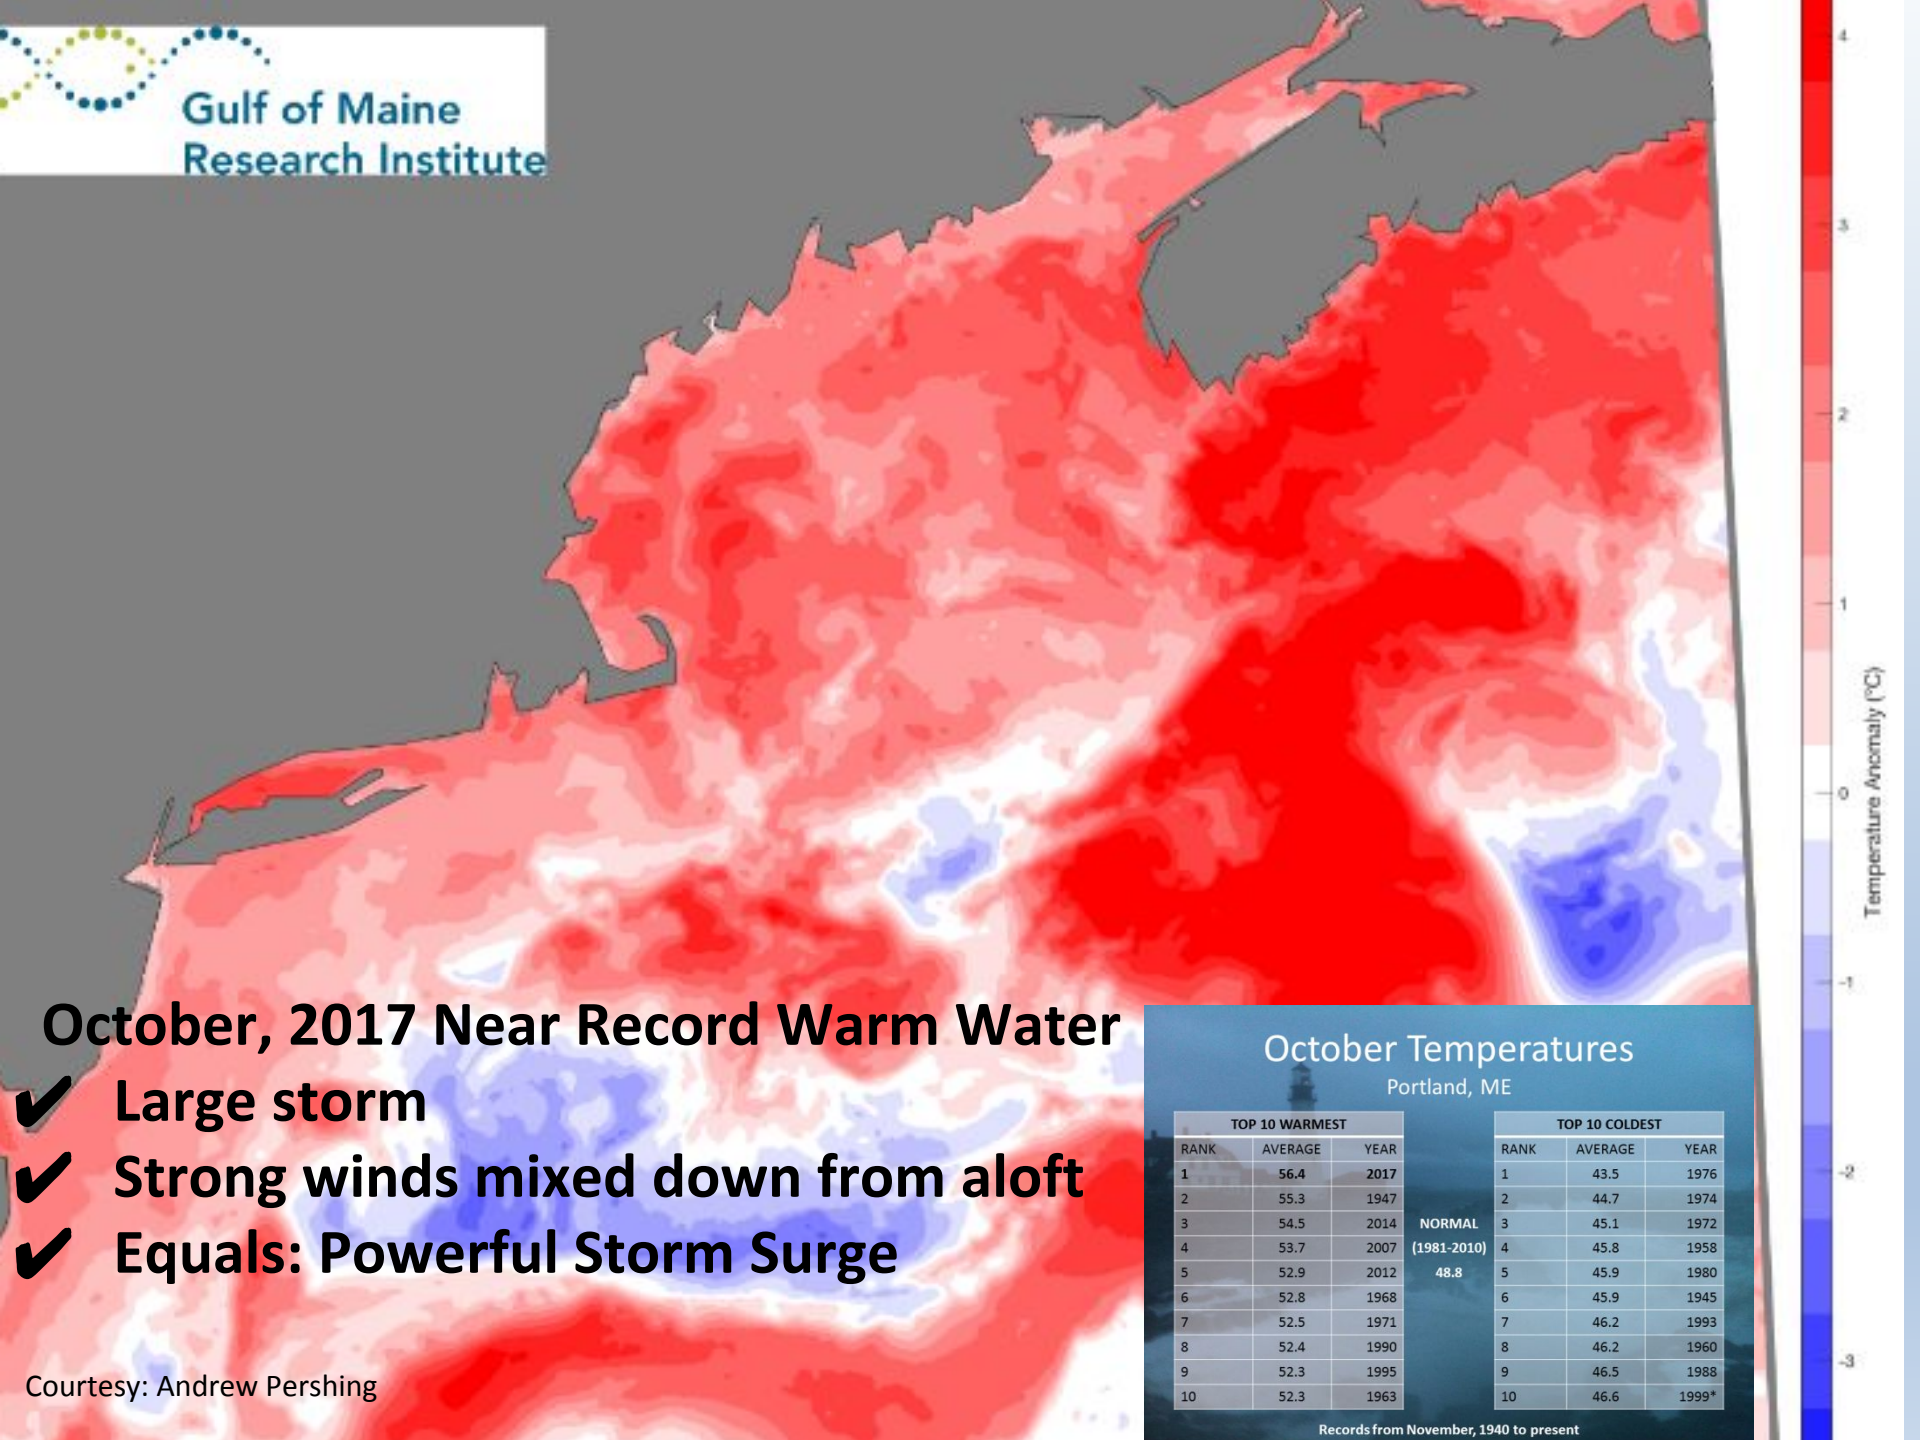 Gulf of Maine
Research Institute
October, 2017 Near Record Warm Water
✔ Large storm
✔ Strong winds mixed down from aloft
✔ Equals: Powerful Storm Surge
Courtesy: Andrew Pershing
4
3
2
1
0
-1
-2
-3
Temperature Anomaly (°C)
October Temperatures
Portland, ME
TOP 10 WARMEST
RANK AVERAGE YEAR
1 56.4 2017
2 55.3 1947
3 54.5 2014
4 53.7 2007
5 52.9 2012
6 52.8 1968
7 52.5 1971
8 52.4 1990
9 52.3 1995
10 52.3 1963
NORMAL
(1981-2010)
48.8
TOP 10 COLDEST
RANK AVERAGE YEAR
1 43.5 1976
2 44.7 1974
3 45.1 1972
4 45.8 1958
5 45.9 1980
6 45.9 1945
7 46.2 1993
8 46.2 1960
9 46.5 1988
10 46.6 1999*
Records from November, 1940 to present